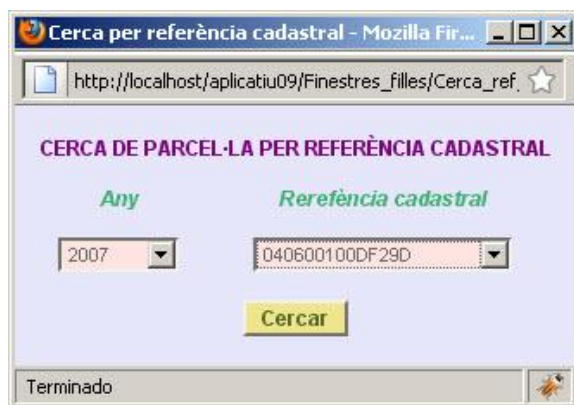 Cerca per referència cadastral - Mozilla Fir...
http://localhost/aplicatiu09/Finestres_filles/Cerca_ref_
CERCA DE PARCEL·LA PER REFERÈNCIA CADASTRAL
Any Rerefència cadastral
2007 040600100DF29D
Cercar
Terminado